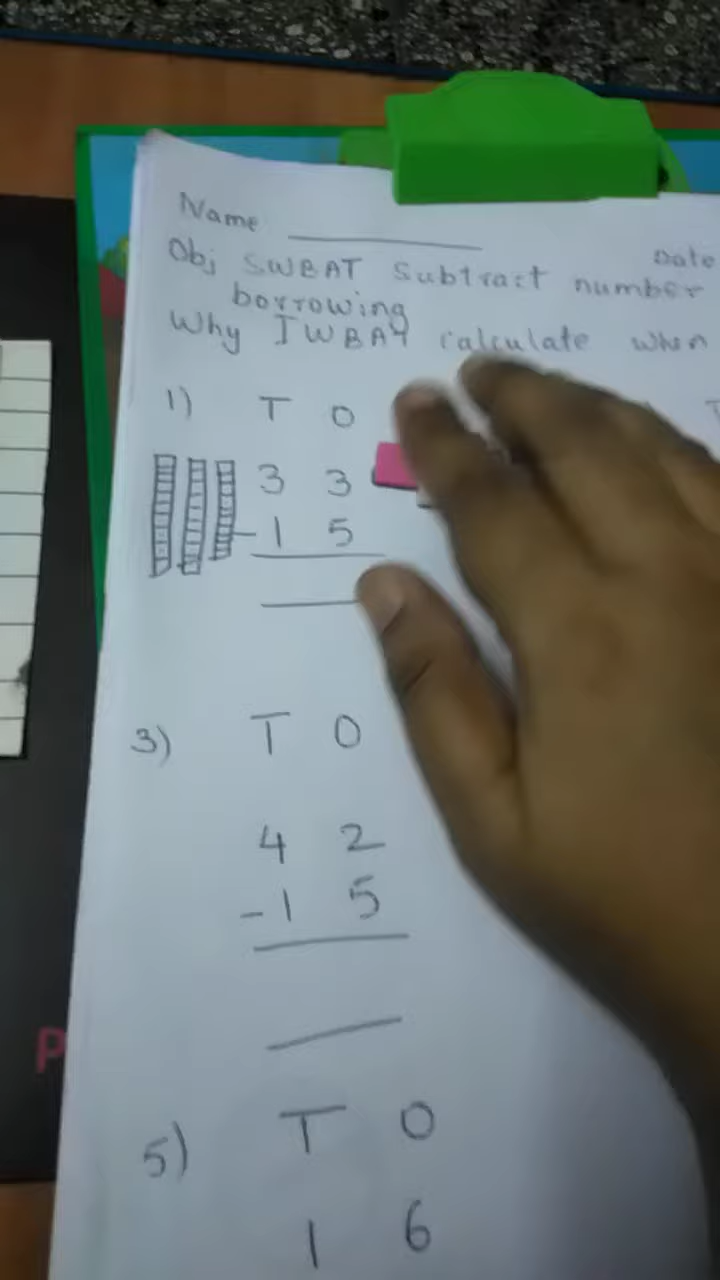 Name
Date
Obj SWBAT Subtract number
borrowing
Why IWBAT calculate when
1) T O
3 3
-1 5
3) T O
4 2
-1 5
5) T O
1 6
P